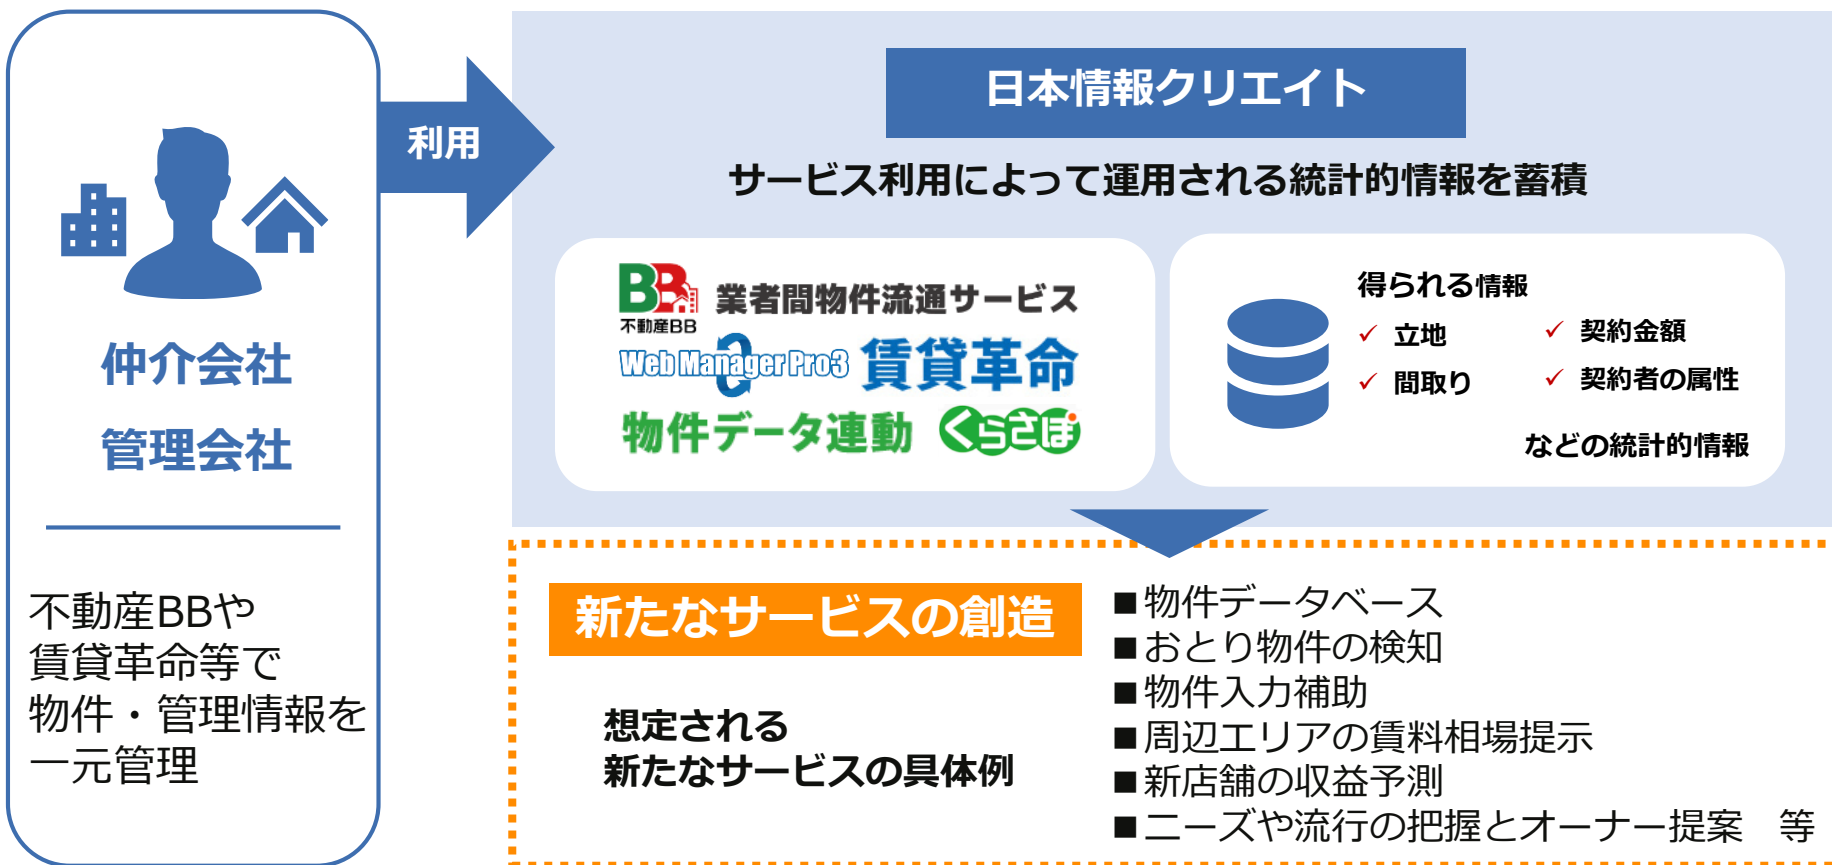 仲介会社
管理会社
不動産BBや
賃貸革命等で
物件・管理情報を
一元管理
利用
日本情報クリエイト
サービス利用によって運用される統計的情報を蓄積
BB 業者間物件流通サービス
不動産BB
Web Manager Pro3 賃貸革命
物件データ連動 くらさぽ
得られる情報
✓ 立地 ✓ 契約金額
✓ 間取り ✓ 契約者の属性
などの統計的情報
新たなサービスの創造
想定される
新たなサービスの具体例
■物件データベース
■おとり物件の検知
■物件入力補助
■周辺エリアの賃料相場提示
■新店舗の収益予測
■ニーズや流行の把握とオーナー提案　等